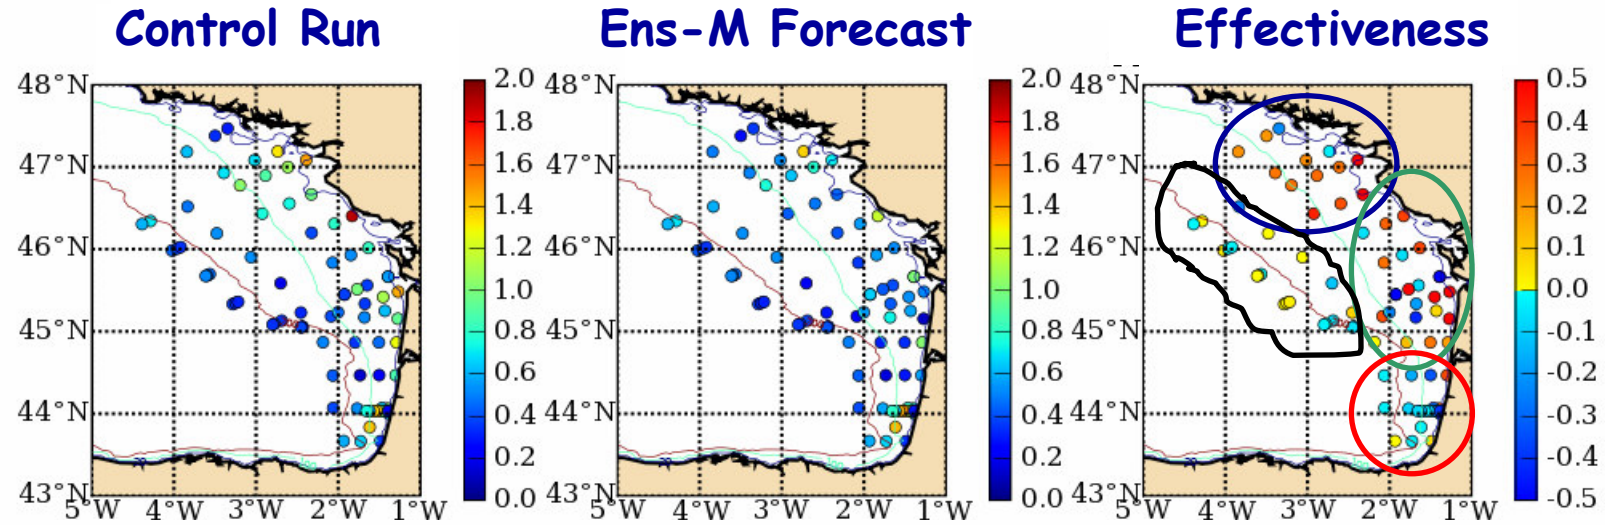 Control Run
Ens-M Forecast
Effectiveness
48°N
47°N
46°N
45°N
44°N
43°N
5°W 4°W 3°W 2°W 1°W
2.0
1.8
1.6
1.4
1.2
1.0
0.8
0.6
0.4
0.2
0.0
48°N
47°N
46°N
45°N
44°N
43°N
5°W 4°W 3°W 2°W 1°W
2.0
1.8
1.6
1.4
1.2
1.0
0.8
0.6
0.4
0.2
0.0
48°N
47°N
46°N
45°N
44°N
43°N
5°W 4°W 3°W 2°W 1°W
0.5
0.4
0.3
0.2
0.1
0.0
-0.1
-0.2
-0.3
-0.4
-0.5